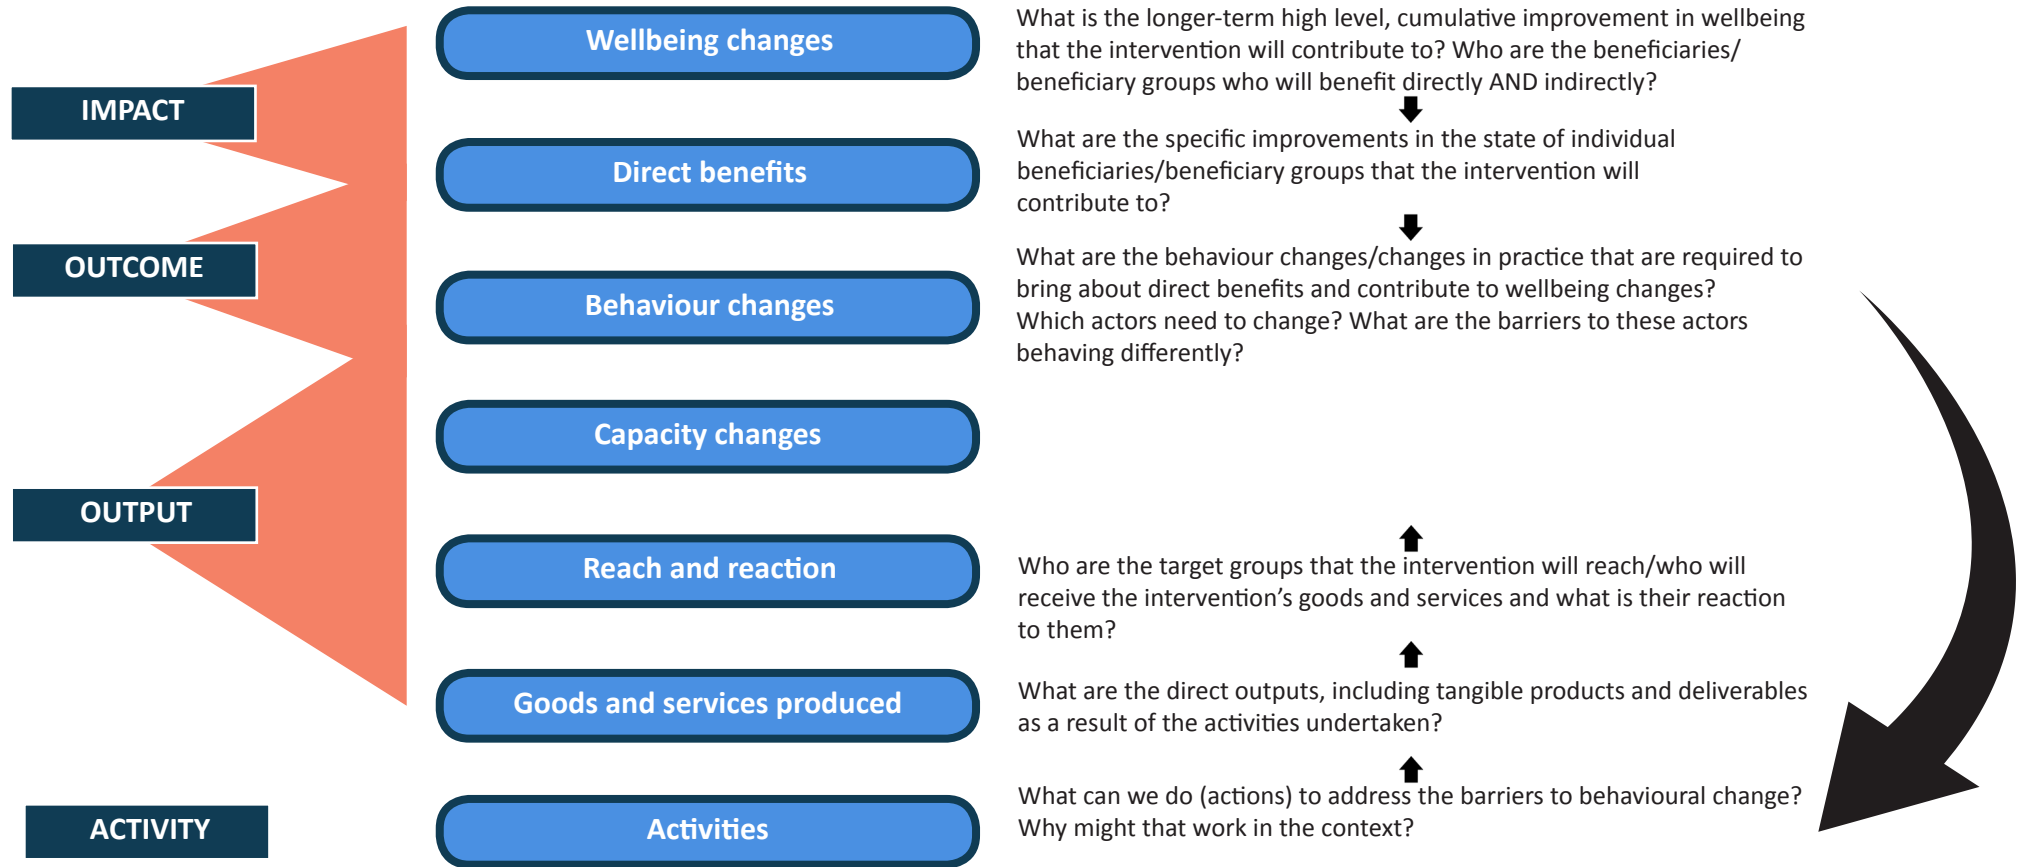 IMPACT
OUTCOME
OUTPUT
ACTIVITY
Wellbeing changes
What is the longer-term high level, cumulative improvement in wellbeing
that the intervention will contribute to? Who are the beneficiaries/
beneficiary groups who will benefit directly AND indirectly?
Direct benefits
What are the specific improvements in the state of individual
beneficiaries/beneficiary groups that the intervention will
contribute to?
Behaviour changes
What are the behaviour changes/changes in practice that are required to
bring about direct benefits and contribute to wellbeing changes?
Which actors need to change? What are the barriers to these actors
behaving differently?
Capacity changes
Reach and reaction
Who are the target groups that the intervention will reach/who will
receive the intervention’s goods and services and what is their reaction
to them?
Goods and services produced
What are the direct outputs, including tangible products and deliverables
as a result of the activities undertaken?
Activities
What can we do (actions) to address the barriers to behavioural change?
Why might that work in the context?